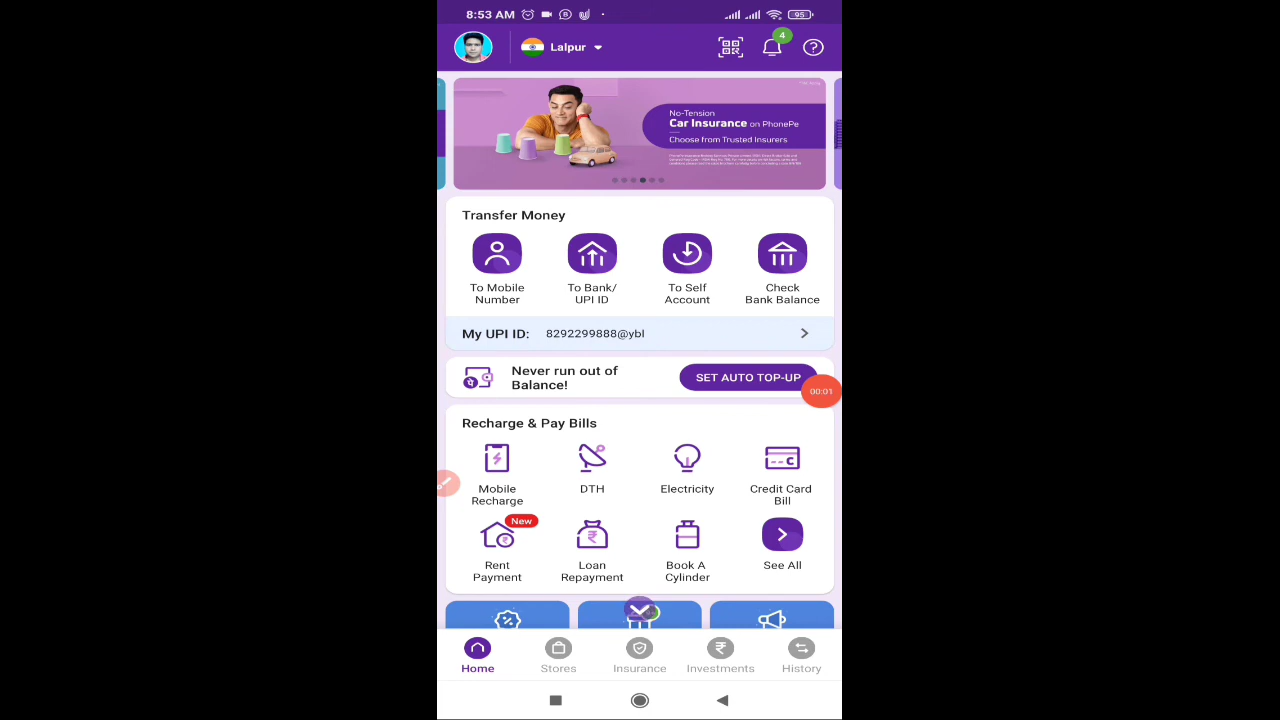 8:53 AM
95
Lalpur
4
No-Tension
Car Insurance on PhonePe
Choose from Trusted Insurers
Transfer Money
To Mobile
Number
To Bank/
UPI ID
To Self
Account
Check
Bank Balance
My UPI ID: 8292299888@ybl
Never run out of
Balance!
SET AUTO TOP-UP
00:01
Recharge & Pay Bills
Mobile
Recharge
DTH
Electricity
Credit Card
Bill
New
Rent
Payment
Loan
Repayment
Book A
Cylinder
See All
Home
Stores
Insurance
Investments
History